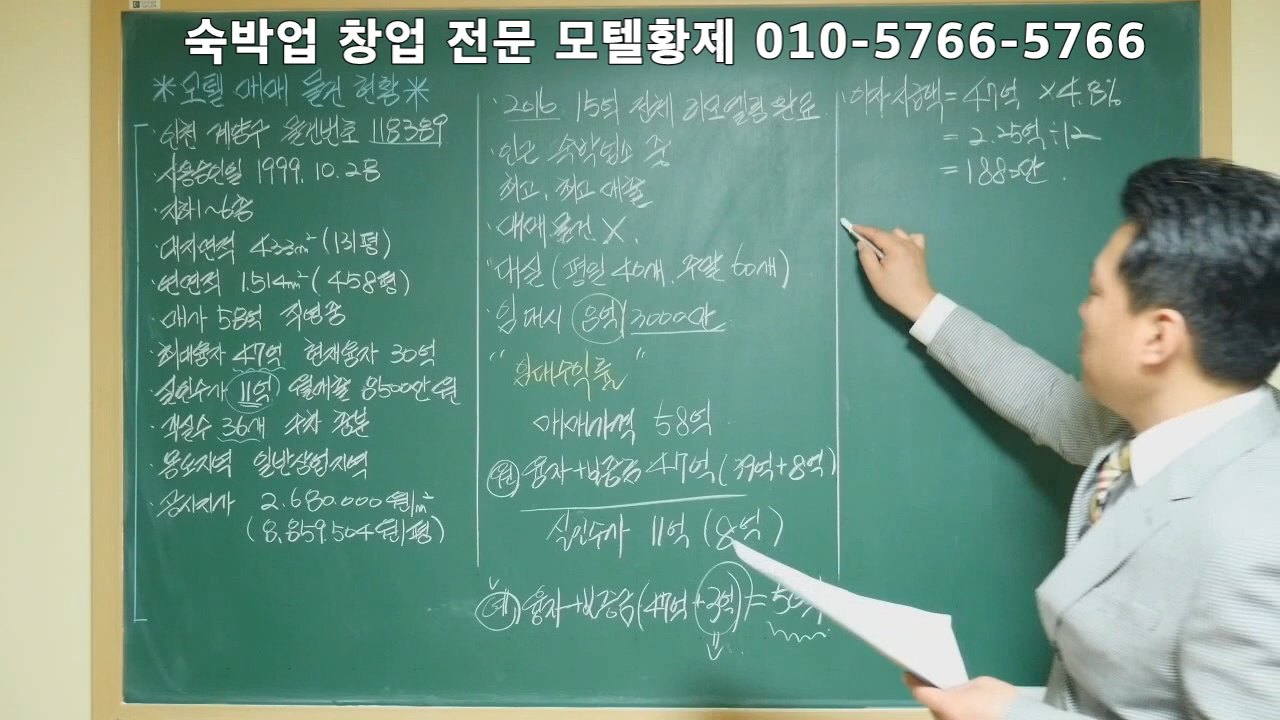 숙박업 창업 전문 모텔황제 010-5766-5766
*모텔 매매 물건 현황*
· 인천 계양구 물건번호 118389
· 사용승인일 1999. 10. 28
· 지하1~6층
· 대지면적 433m² (131평)
· 연면적 1.514m² (458평)
· 매가 58억 직영중
· 최대융자 47억 현재융자 30억
· 실인수가 11억 월매출 8500만원
· 객실수 36개 4차 정분
· 용도지역 일반상업지역
· 공시지가 2.680.000원/m²
(8.859.504원/평)
· 2016 15억 전체 리모델링 완료
· 인근 숙박업소 중
최고, 최고 매출
· 매매물건 X.
· 대실 (평일 40개, 주말 60개)
· 임대시 8억/3000만
" 임대수익률 "
매매가격 58억
융자+보증금 47억 (39억+8억)
실인수가 11억 (8억)
예) 융자+보증금 (47억+3억) = 50억
· 이자 지급액 = 47억 × 4.8%
= 2.25억 ÷ 12
= 1880만